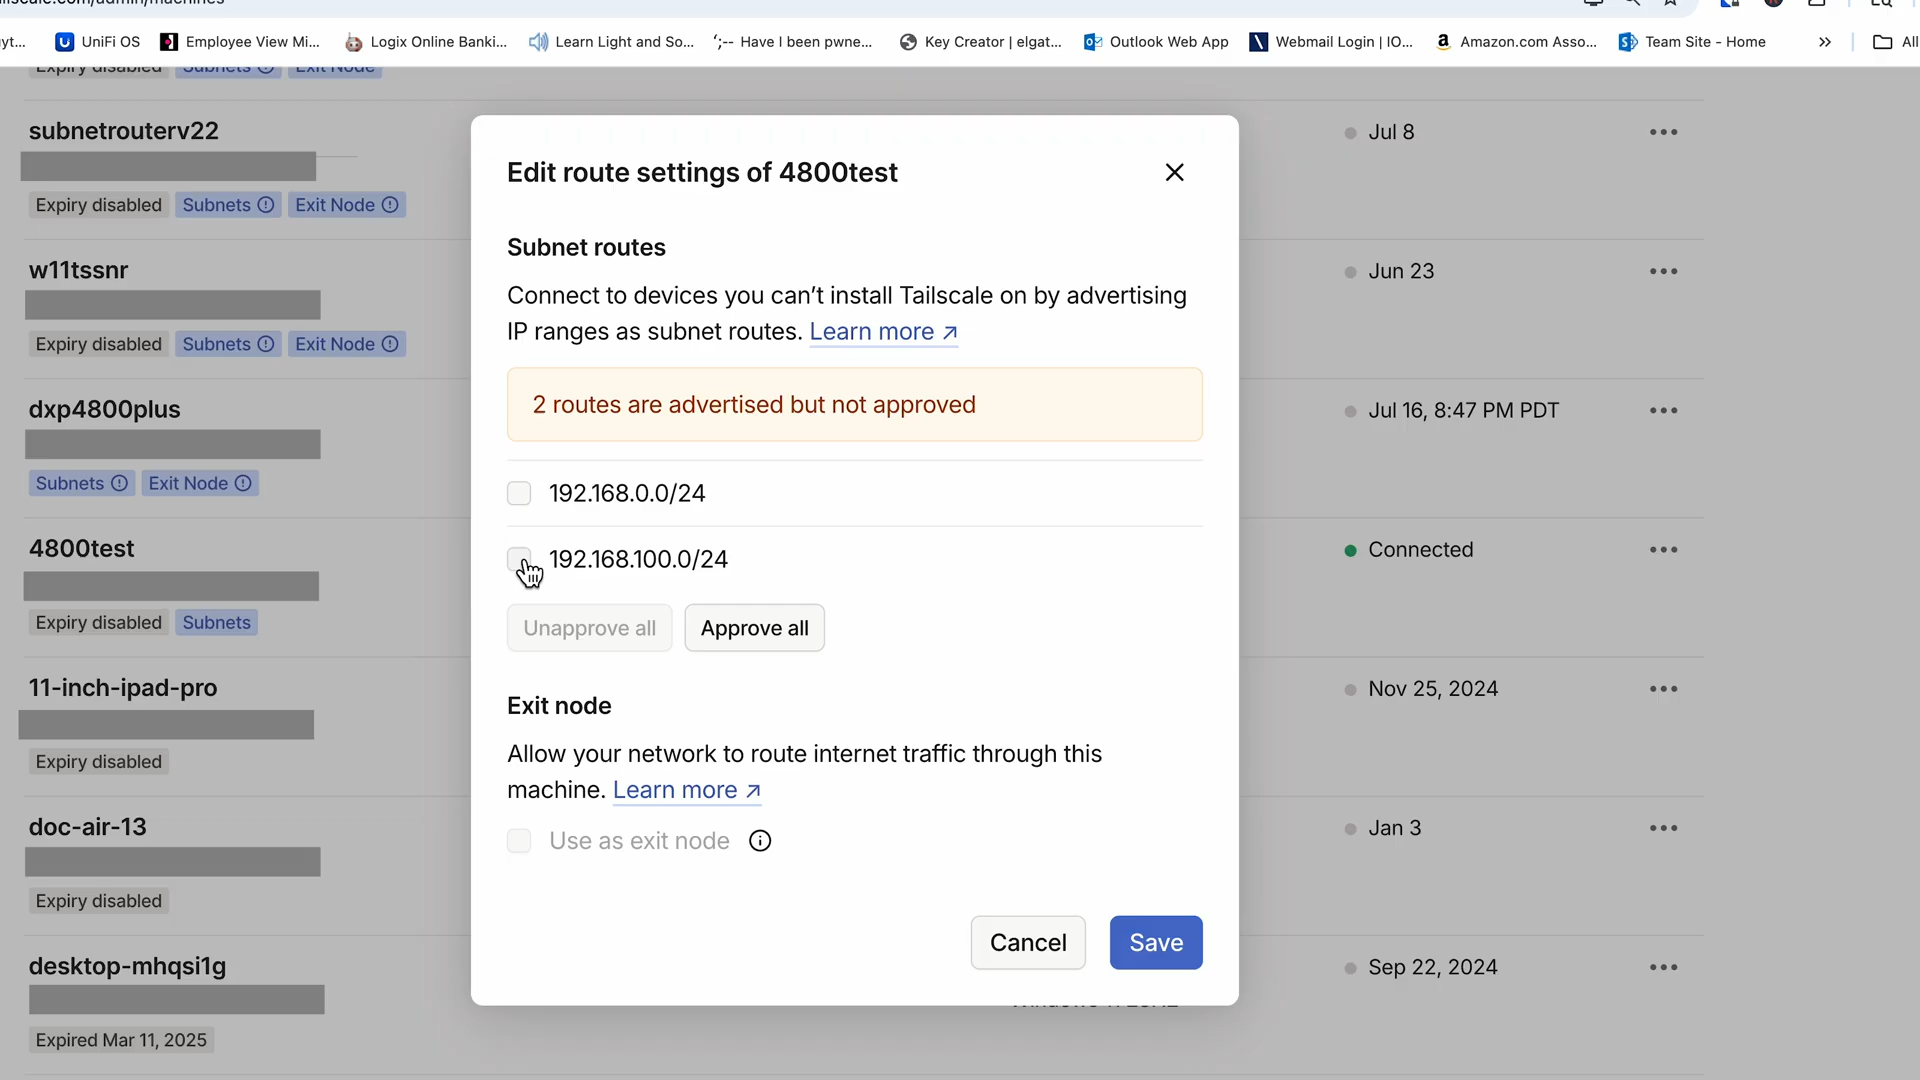 UniFi OS
Employee View Mi...
Logix Online Banki...
Learn Light and So...
Have I been pwne...
Key Creator | elgat...
Outlook Web App
Webmail Login | IO...
Amazon.com Asso...
Team Site - Home
All
Expiry disabled Subnets Exit Node
subnetrouterv22
Jul 8
Expiry disabled Subnets Exit Node
w11tssnr
Jun 23
Expiry disabled Subnets Exit Node
dxp4800plus
Jul 16, 8:47 PM PDT
Subnets Exit Node
4800test
Connected
Expiry disabled Subnets
11-inch-ipad-pro
Nov 25, 2024
Expiry disabled
doc-air-13
Jan 3
Expiry disabled
desktop-mhqsi1g
Sep 22, 2024
Expired Mar 11, 2025
Edit route settings of 4800test
Subnet routes
Connect to devices you can’t install Tailscale on by advertising
IP ranges as subnet routes. Learn more ↗
2 routes are advertised but not approved
192.168.0.0/24
192.168.100.0/24
Unapprove all
Approve all
Exit node
Allow your network to route internet traffic through this
machine. Learn more ↗
Use as exit node
Cancel
Save